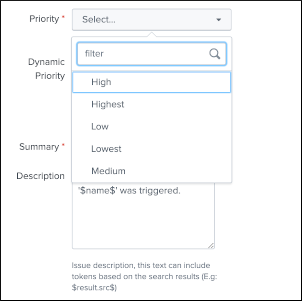 Priority * Select...
filter
Dynamic
Priority
High
Highest
Low
Lowest
Medium
Summary *
Description
'$name$' was triggered.
Issue description, this text can include
tokens based on the search results (E.g:
$result.src$)